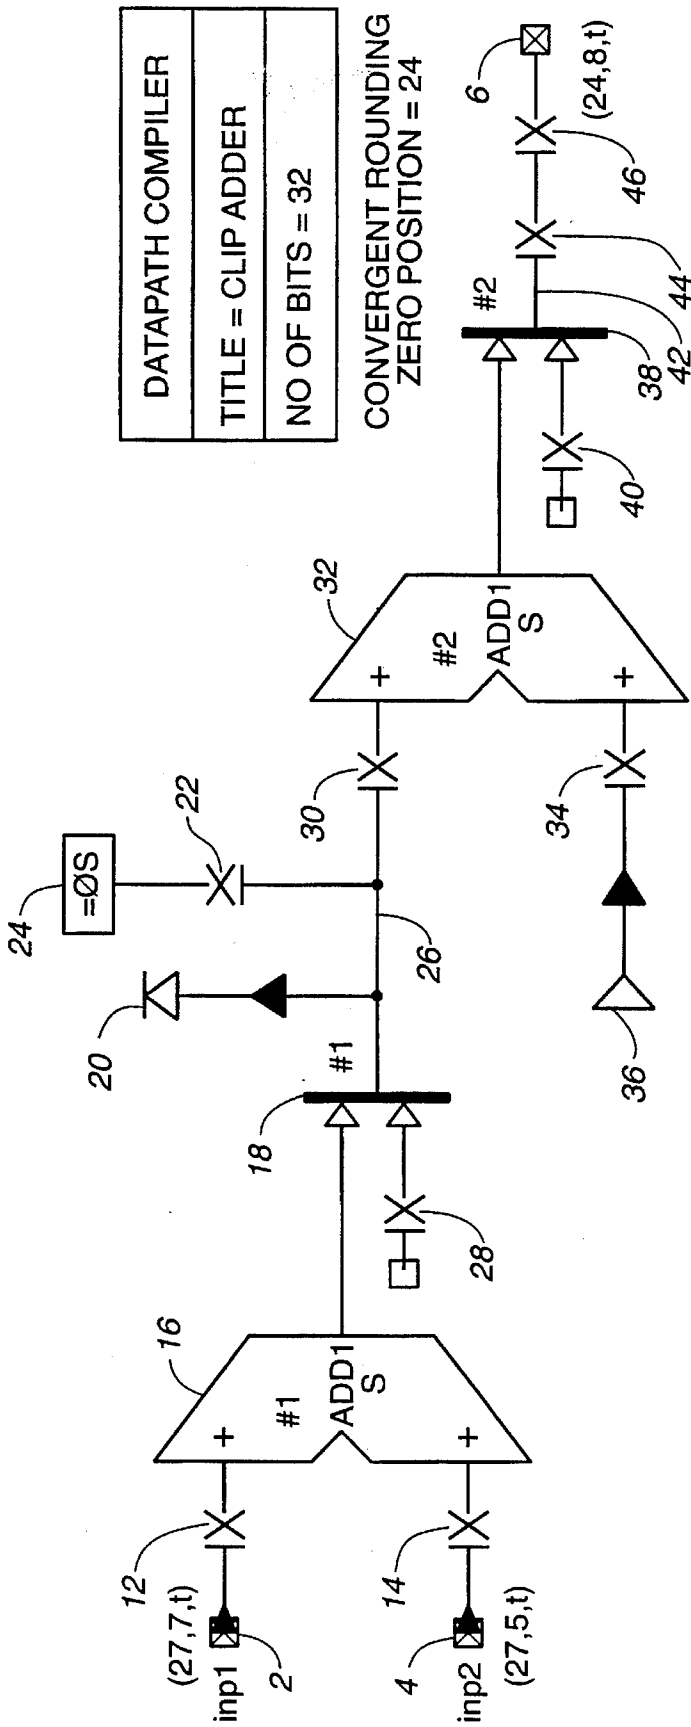 DATAPATH COMPILER
TITLE = CLIP ADDER
NO OF BITS = 32
CONVERGENT ROUNDING
ZERO POSITION = 24
(27,7,t)
inp1
2
12
4
inp2
(27,5,t)
14
16
+
#1
ADD1
S
+
18
#1
28
20
24
=ØS
22
26
30
34
36
32
+
#2
ADD1
S
+
40
#2
38
42
44
46
6
(24,8,t)